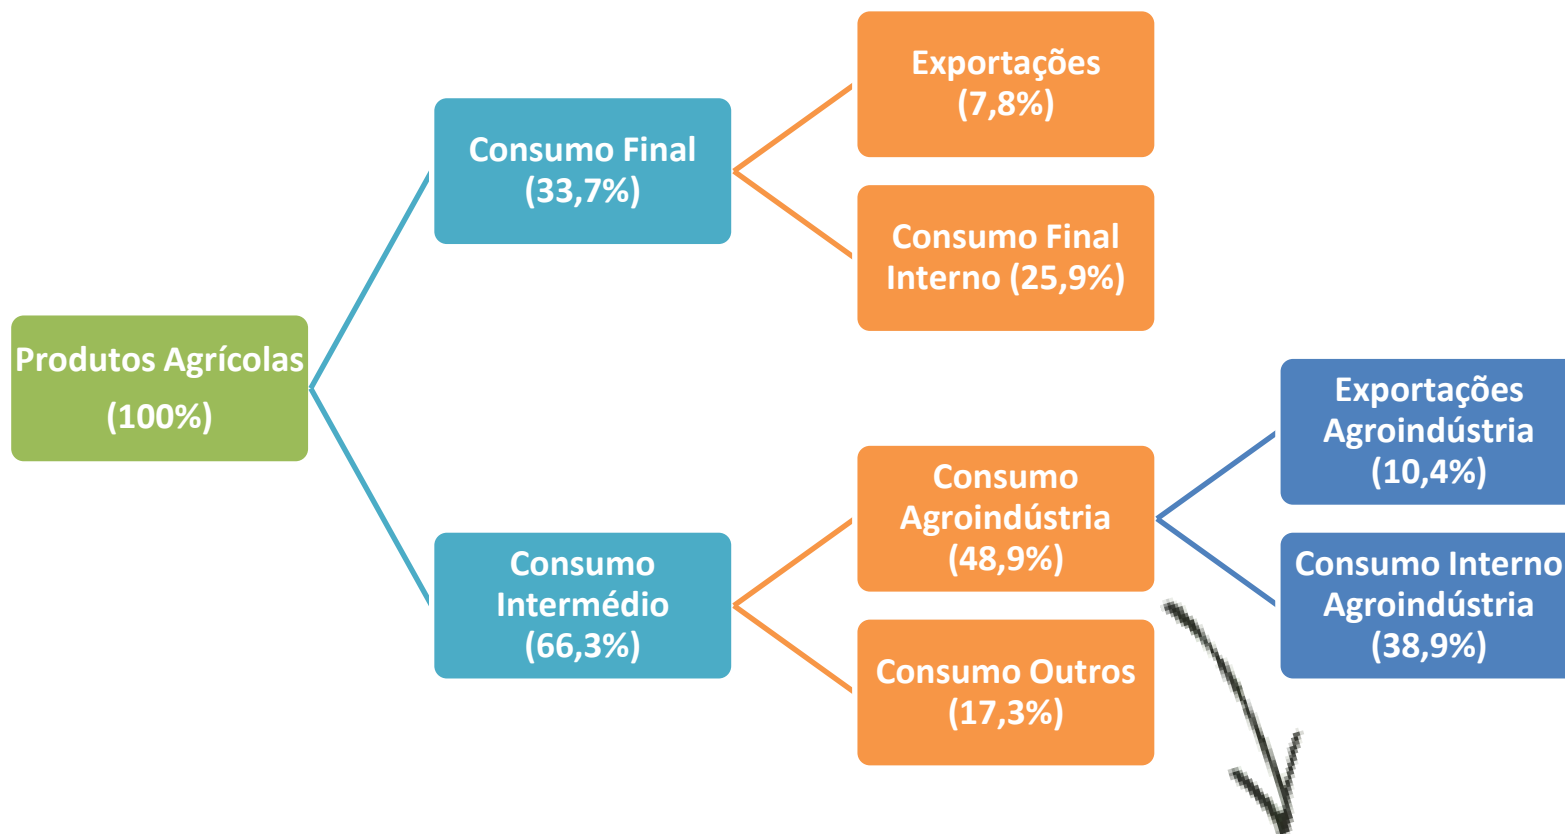 Produtos Agrícolas
(100%)
Consumo Final
(33,7%)
Exportações
(7,8%)
Consumo Final
Interno (25,9%)
Consumo
Intermédio
(66,3%)
Consumo
Agroindústria
(48,9%)
Consumo Outros
(17,3%)
Exportações
Agroindústria
(10,4%)
Consumo Interno
Agroindústria
(38,9%)